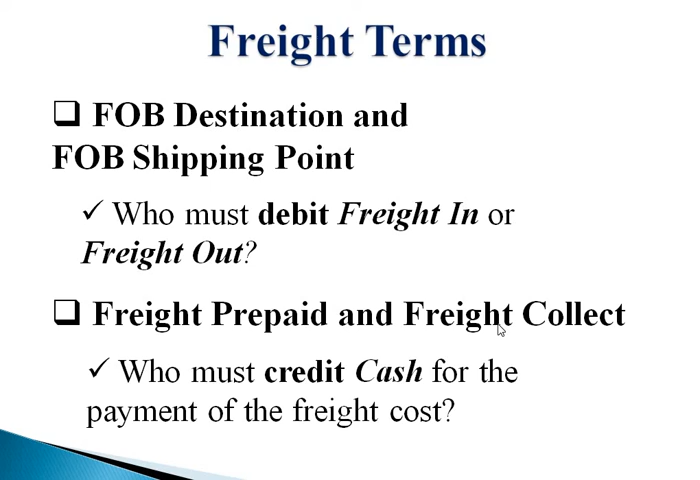 Freight Terms
❑ FOB Destination and
FOB Shipping Point
✓ Who must debit Freight In or
Freight Out?
❑ Freight Prepaid and Freight Collect
✓ Who must credit Cash for the
payment of the freight cost?